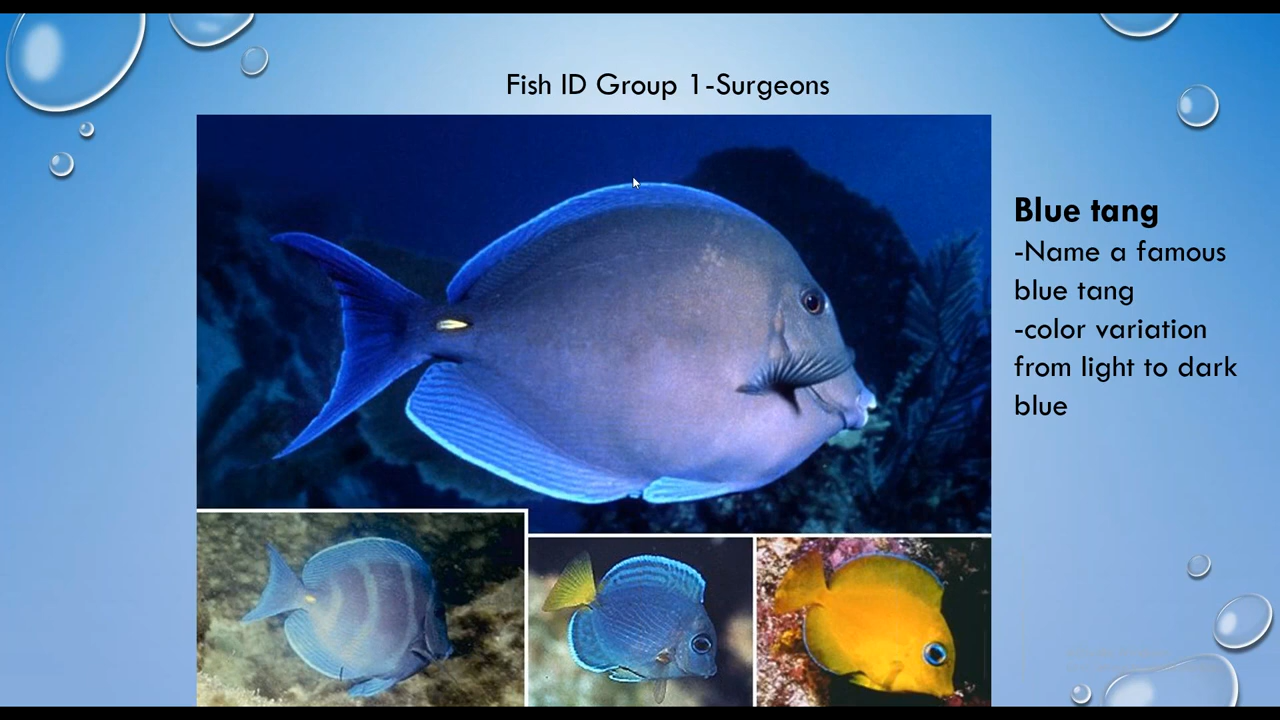 Fish ID Group 1-Surgeons
Blue tang
-Name a famous
blue tang
-color variation
from light to dark
blue